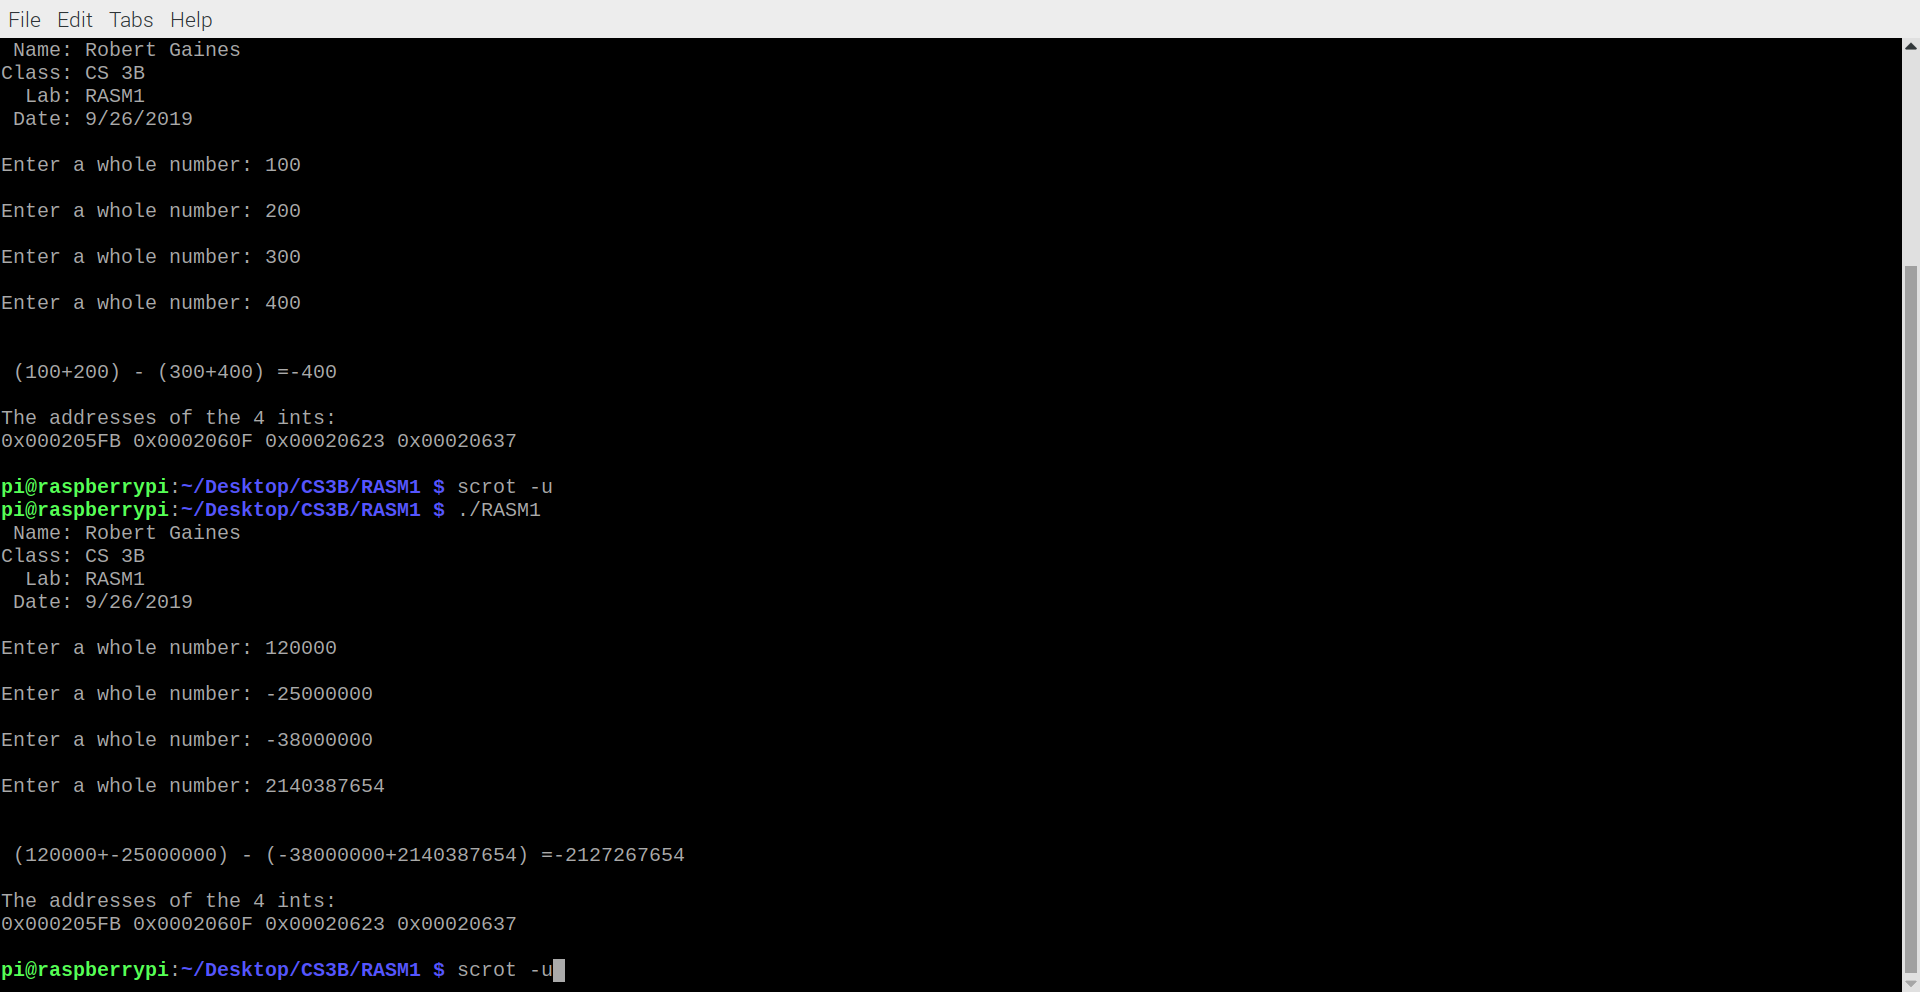 File Edit Tabs Help
 Name: Robert Gaines
Class: CS 3B
  Lab: RASM1
 Date: 9/26/2019
Enter a whole number: 100
Enter a whole number: 200
Enter a whole number: 300
Enter a whole number: 400
 (100+200) - (300+400) =-400
The addresses of the 4 ints:
0x000205FB 0x0002060F 0x00020623 0x00020637
pi@raspberrypi:~/Desktop/CS3B/RASM1 $ scrot -u
pi@raspberrypi:~/Desktop/CS3B/RASM1 $ ./RASM1
 Name: Robert Gaines
Class: CS 3B
  Lab: RASM1
 Date: 9/26/2019
Enter a whole number: 120000
Enter a whole number: -25000000
Enter a whole number: -38000000
Enter a whole number: 2140387654
 (120000+-25000000) - (-38000000+2140387654) =-2127267654
The addresses of the 4 ints:
0x000205FB 0x0002060F 0x00020623 0x00020637
pi@raspberrypi:~/Desktop/CS3B/RASM1 $ scrot -u